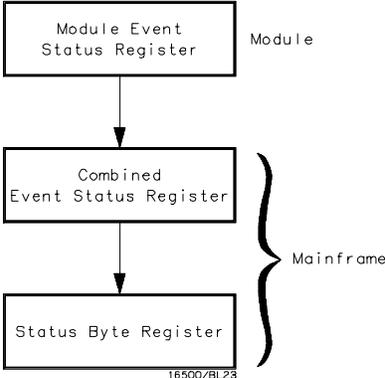 Module Event
Status Register
Module
Combined
Event Status Register
Mainframe
Status Byte Register
16500/BL23